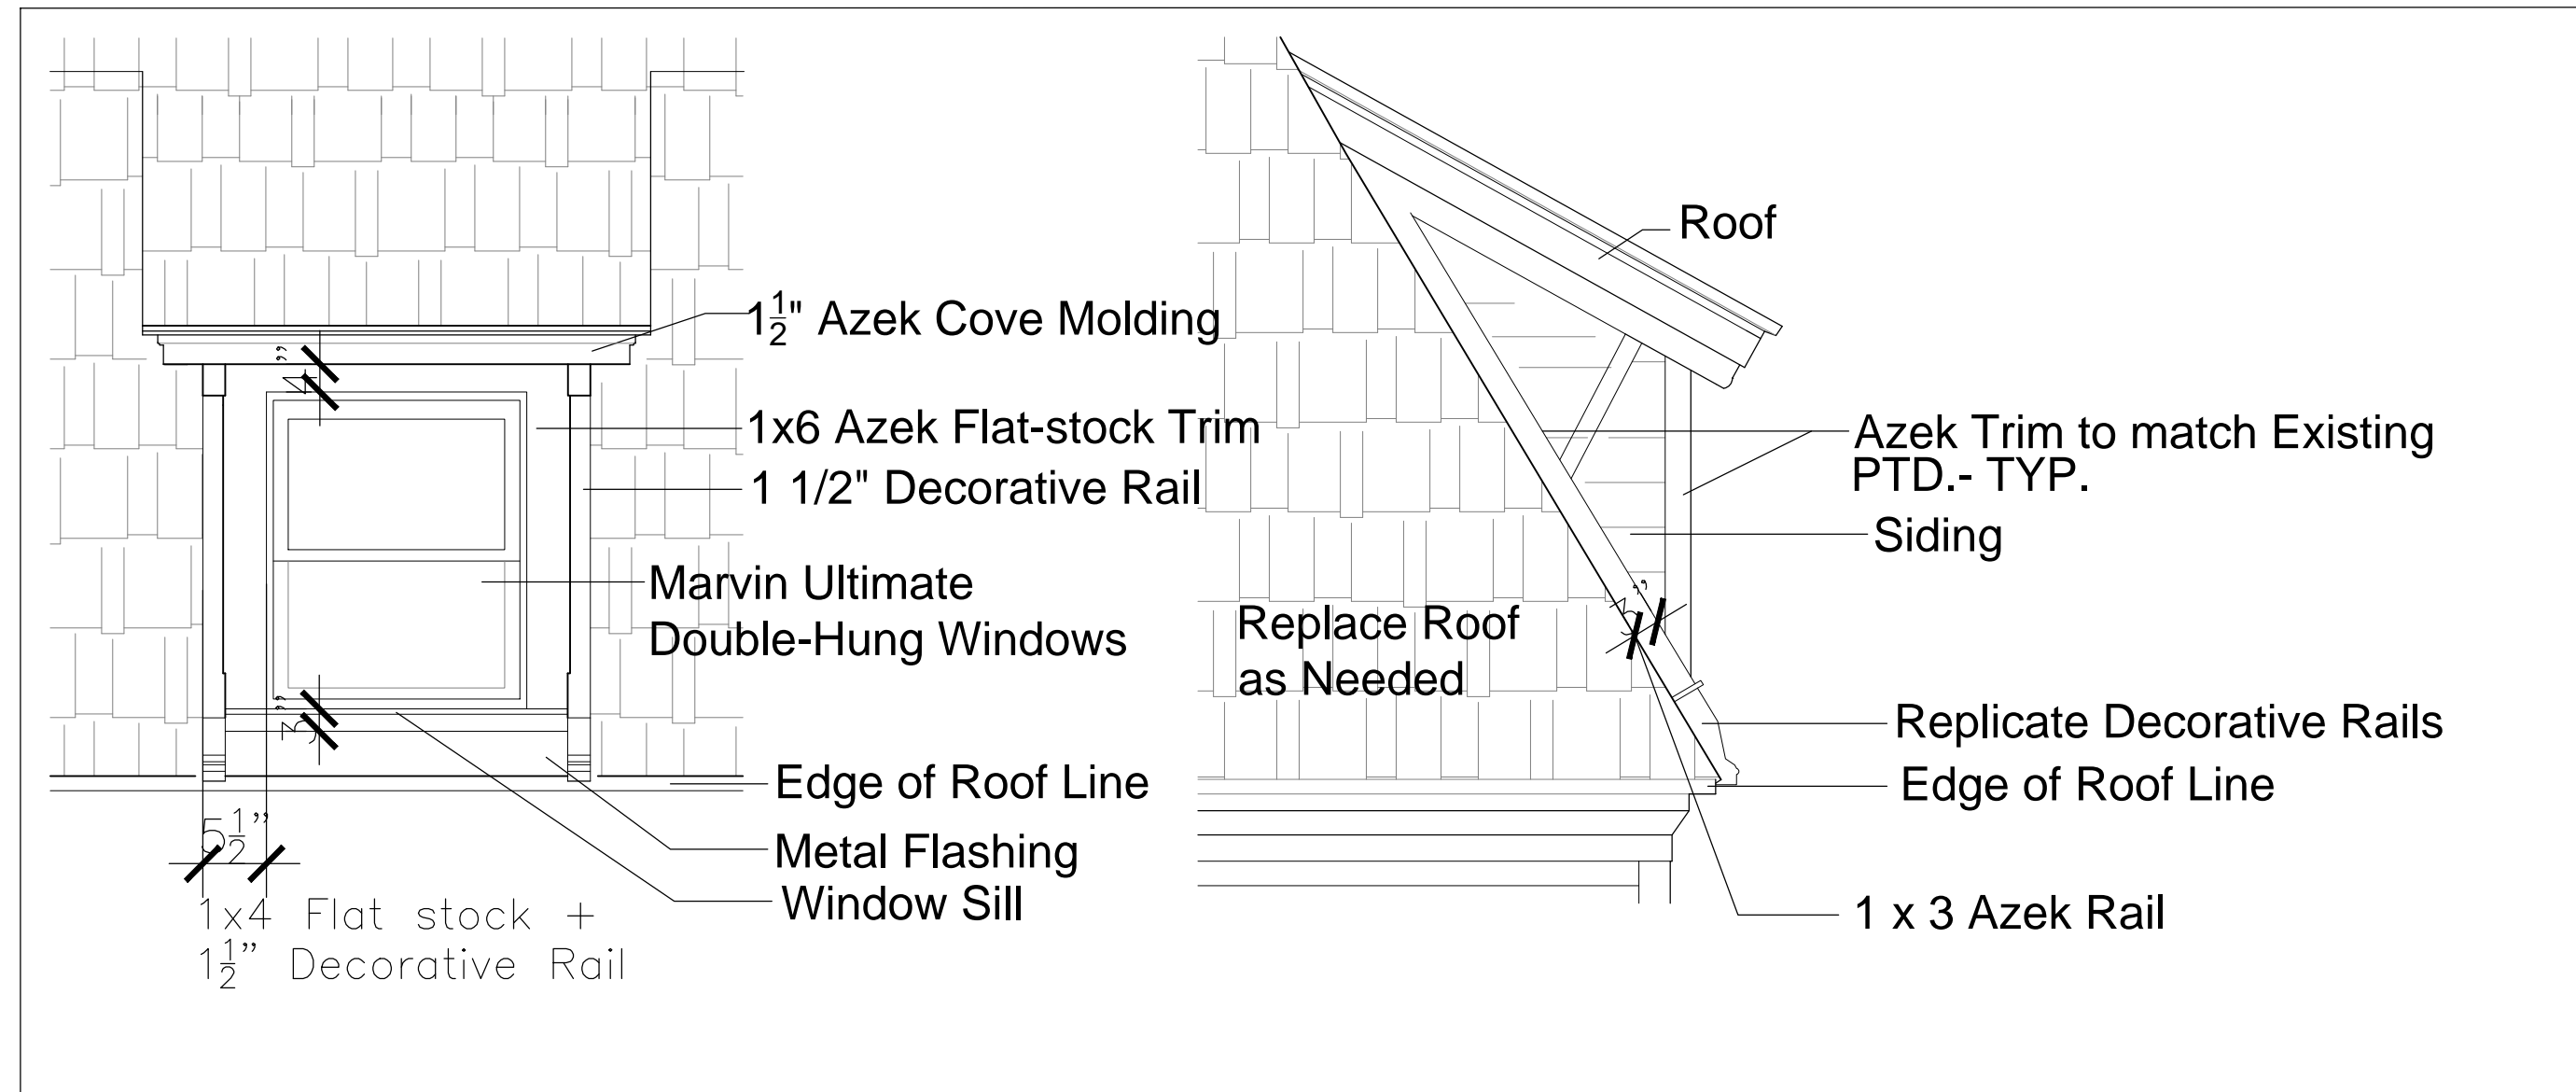 1½" Azek Cove Molding
4"
1x6 Azek Flat-stock Trim
1 1/2" Decorative Rail
Marvin Ultimate
Double-Hung Windows
3"
Edge of Roof Line
5½"
Metal Flashing
Window Sill
1x4 Flat stock +
1½" Decorative Rail
Roof
Azek Trim to match Existing
PTD.- TYP.
Siding
Replace Roof
as Needed
Replicate Decorative Rails
Edge of Roof Line
1 x 3 Azek Rail